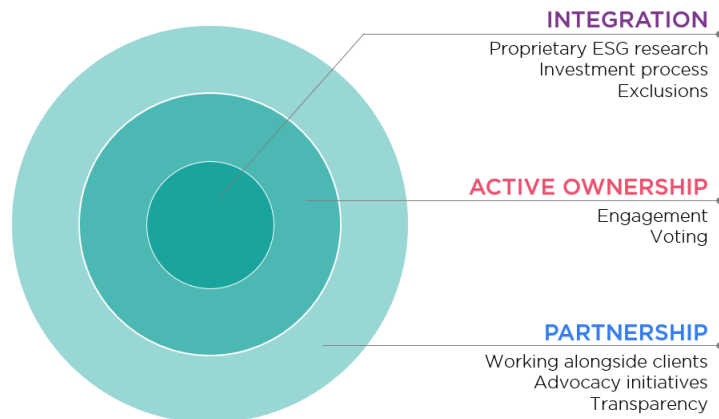 INTEGRATION
Proprietary ESG research
Investment process
Exclusions
ACTIVE OWNERSHIP
Engagement
Voting
PARTNERSHIP
Working alongside clients
Advocacy initiatives
Transparency